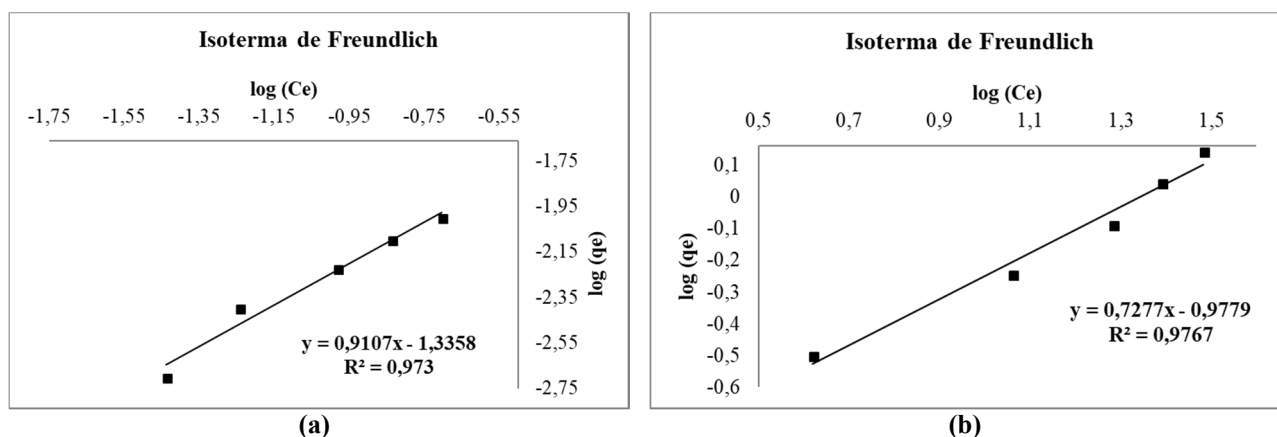 Isoterma de Freundlich
log (Ce)
-1,75 -1,55 -1,35 -1,15 -0,95 -0,75 -0,55
-1,75
-1,95
-2,15
-2,35
-2,55
-2,75
log (qe)
y = 0,9107x - 1,3358
R² = 0,973
(a)
Isoterma de Freundlich
log (Ce)
0,5 0,7 0,9 1,1 1,3 1,5
0,1
0
-0,1
-0,2
-0,3
-0,4
-0,5
-0,6
log (qe)
y = 0,7277x - 0,9779
R² = 0,9767
(b)